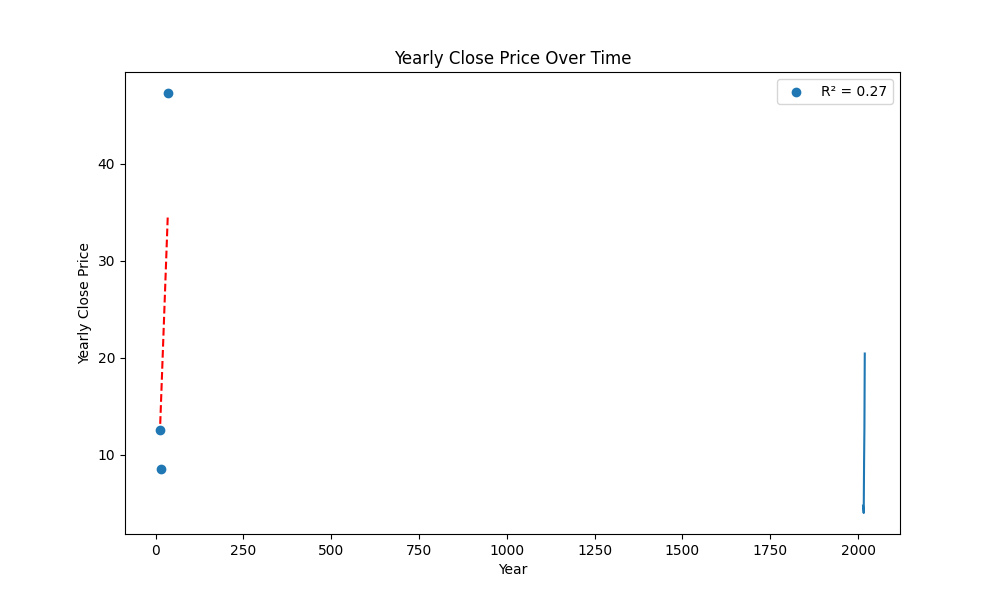 Yearly Close Price Over Time
R² = 0.27
Yearly Close Price
40
30
20
10
0 250 500 750 1000 1250 1500 1750 2000
Year